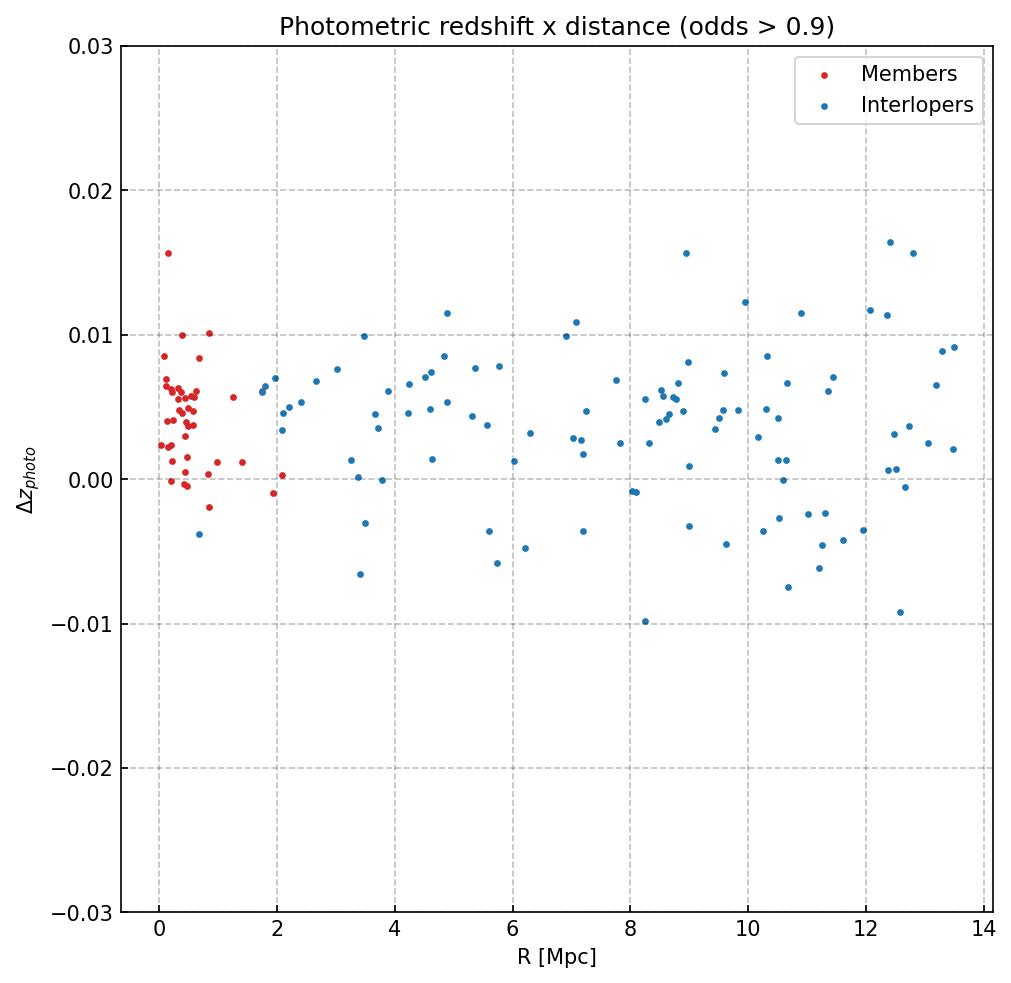 Photometric redshift x distance (odds > 0.9)
Members
Interlopers
0.03
0.02
0.01
0.00
−0.01
−0.02
−0.03
Δz_photo
0 2 4 6 8 10 12 14
R [Mpc]